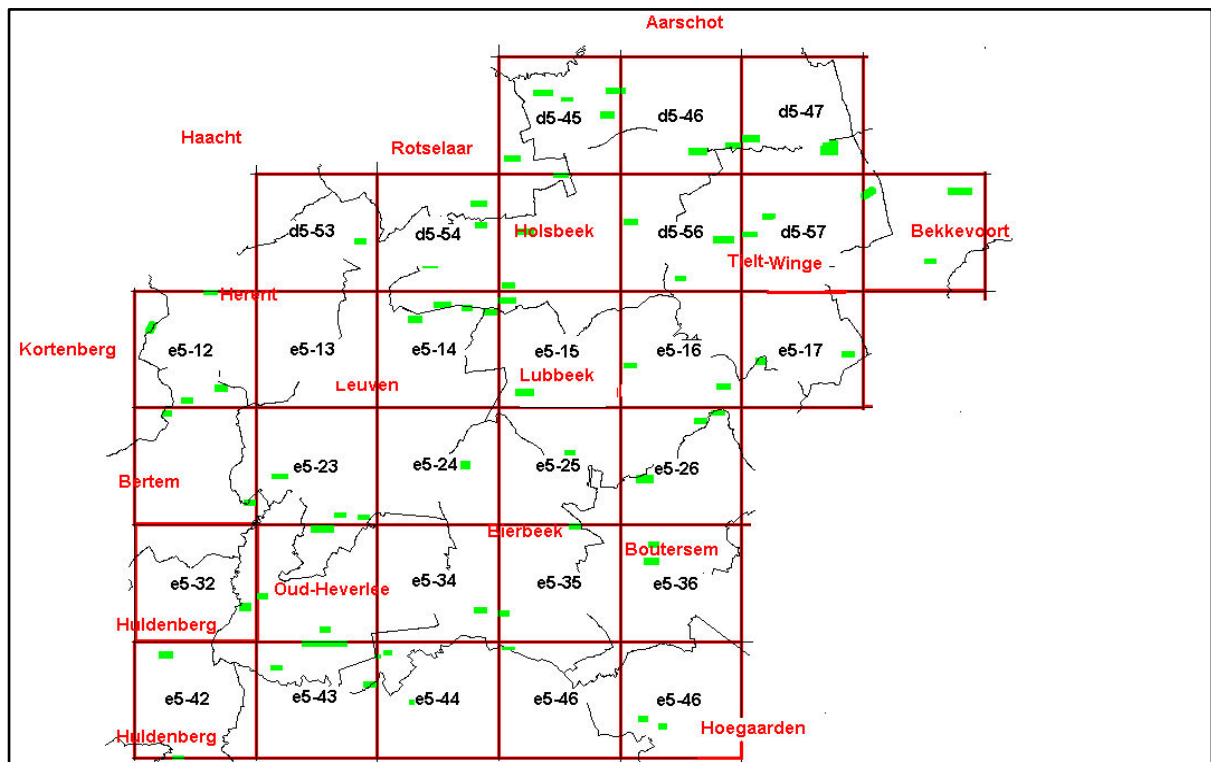 Aarschot
d5-45
d5-46
d5-47
Haacht
Rotselaar
d5-53
d5-54
Holsbeek
d5-56
d5-57
Bekkevoort
Tielt-Winge
Herent
Kortenberg
e5-12
e5-13
e5-14
e5-15
e5-16
e5-17
Leuven
Lubbeek
e5-23
e5-24
e5-25
e5-26
Bertem
Bierbeek
Boutersem
e5-32
Oud-Heverlee
e5-34
e5-35
e5-36
Huldenberg
e5-42
e5-43
e5-44
e5-46
e5-46
Huldenberg
Hoegaarden